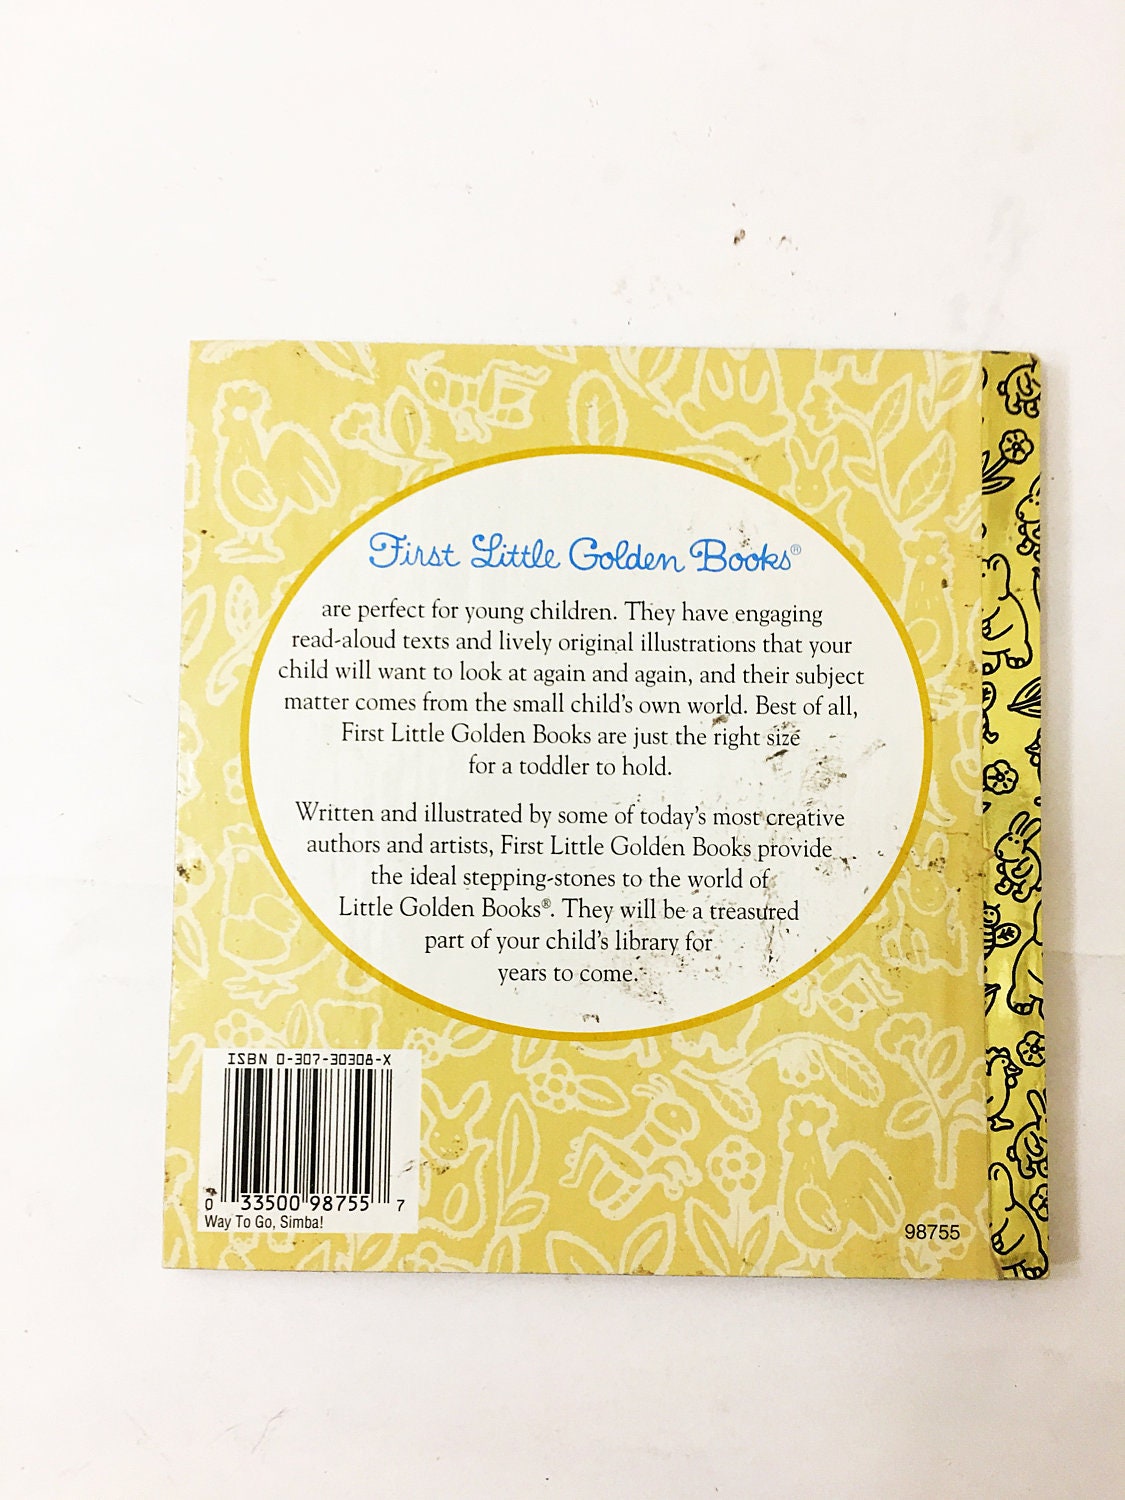 First Little Golden Books®
are perfect for young children. They have engaging
read-aloud texts and lively original illustrations that your
child will want to look at again and again, and their subject
matter comes from the small child's own world. Best of all,
First Little Golden Books are just the right size
for a toddler to hold.
Written and illustrated by some of today's most creative
authors and artists, First Little Golden Books provide
the ideal stepping-stones to the world of
Little Golden Books®. They will be a treasured
part of your child's library for
years to come.
ISBN 0-307-30308-X
0 33500 98755 7
Way To Go, Simba!
98755